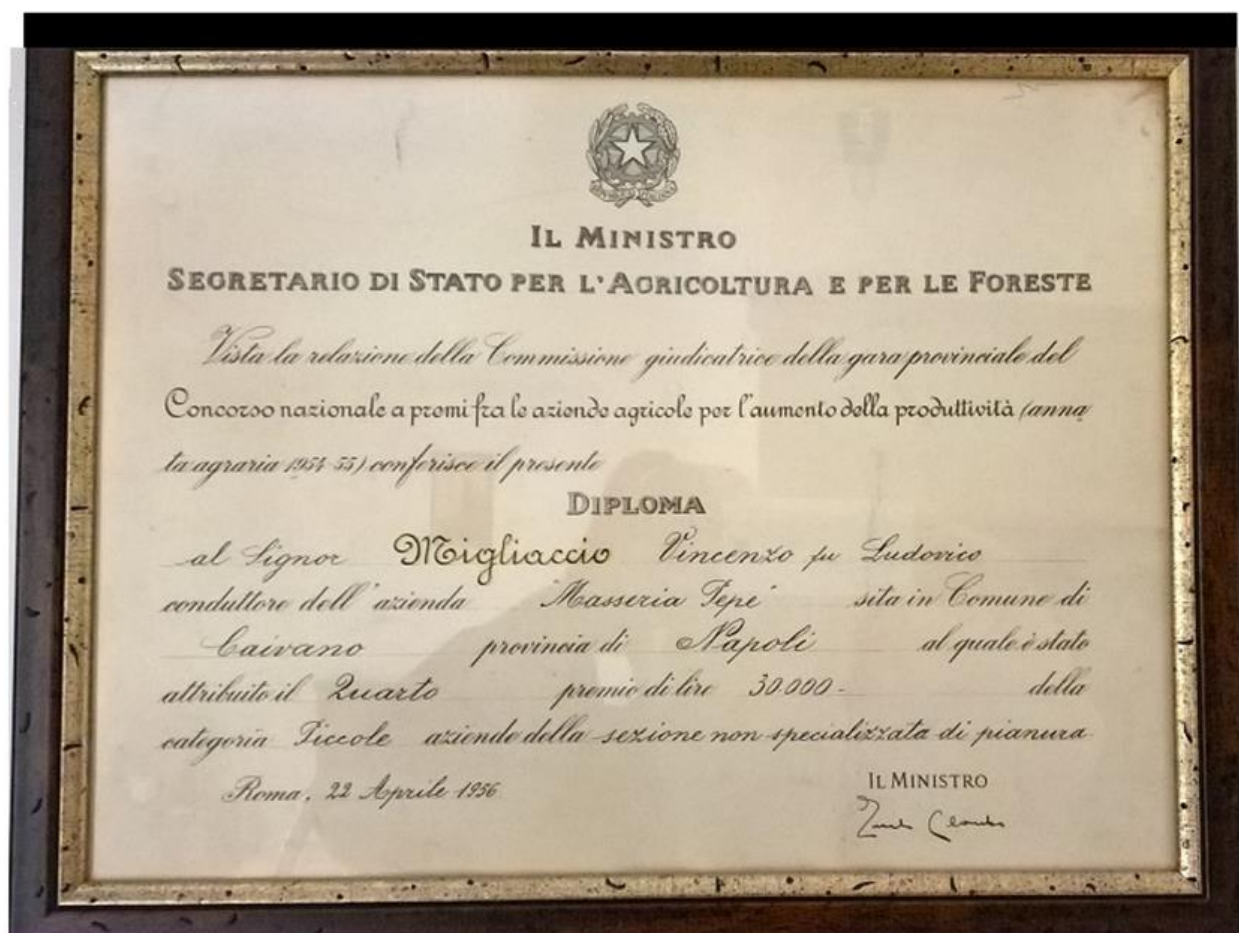 REPVBBLICA ITALIANA
IL MINISTRO
SEGRETARIO DI STATO PER L'AGRICOLTURA E PER LE FORESTE
Vista la relazione della Commissione giudicatrice della gara provinciale del
Concorso nazionale a premi fra le aziende agricole per l'aumento della produttività (anna
ta agraria 1954-55) conferisce il presente
DIPLOMA
al Signor Migliaccio Vincenzo fu Ludovico
conduttore dell'azienda "Masseria Pepe" sita in Comune di
Caivano provincia di Napoli al quale è stato
attribuito il Quarto premio di lire 30.000- della
categoria Piccole aziende della sezione non specializzata di pianura
Roma, 22 Aprile 1956
IL MINISTRO